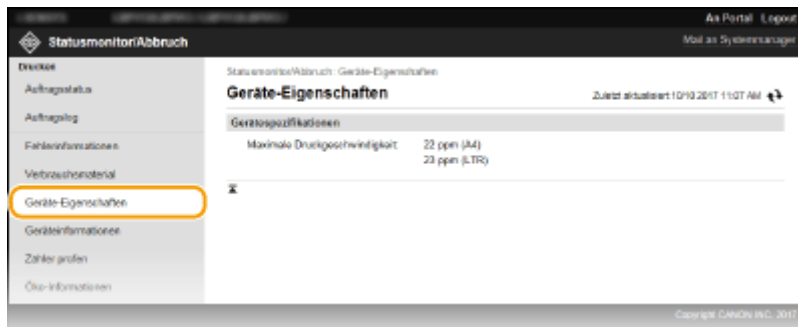 An Portal Logout
Statusmonitor/Abbruch
Mail an Systemmanager
Drucken
Auftragsstatus
Auftragslog
Fehlerinformationen
Verbrauchsmaterial
Geräte-Eigenschaften
Geräteinformationen
Zähler prüfen
Öko-Informationen
Statusmonitor/Abbruch: Geräte-Eigenschaften
Geräte-Eigenschaften
Zuletzt aktualisiert:10/10 2017 11:07 AM
Gerätespezifikationen
Maximale Druckgeschwindigkeit: 22 ppm (A4)
23 ppm (LTR)
Copyright CANON INC. 2017